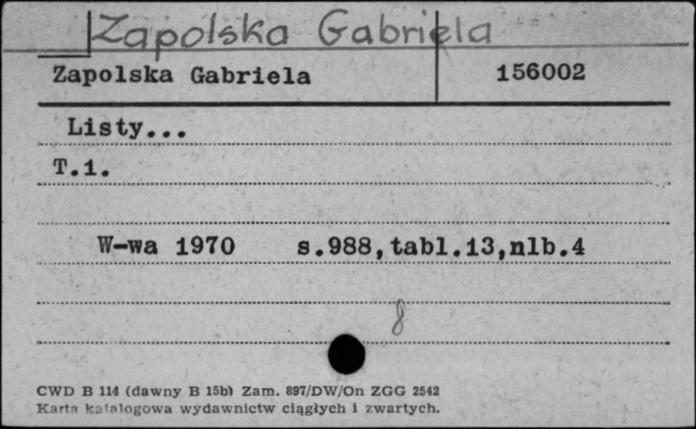 Zapolska Gabriela
Zapolska Gabriela 156002
Listy...
T.1.
W-wa 1970 s.988,tabl.13,nlb.4
8
CWD B 114 (dawny B 15b) Zam. 897/DW/On ZGG 2542
Karta katalogowa wydawnictw ciągłych i zwartych.